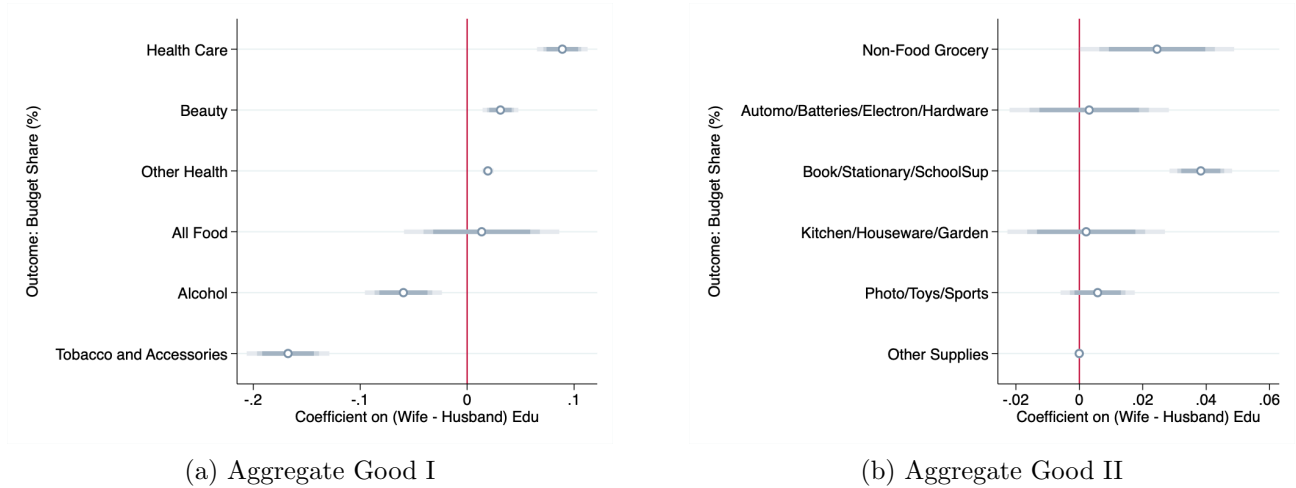 Outcome: Budget Share (%)
Health Care
Beauty
Other Health
All Food
Alcohol
Tobacco and Accessories
-.2 -.1 0 .1
Coefficient on (Wife - Husband) Edu
(a) Aggregate Good I
Outcome: Budget Share (%)
Non-Food Grocery
Automo/Batteries/Electron/Hardware
Book/Stationary/SchoolSup
Kitchen/Houseware/Garden
Photo/Toys/Sports
Other Supplies
-.02 0 .02 .04 .06
Coefficient on (Wife - Husband) Edu
(b) Aggregate Good II